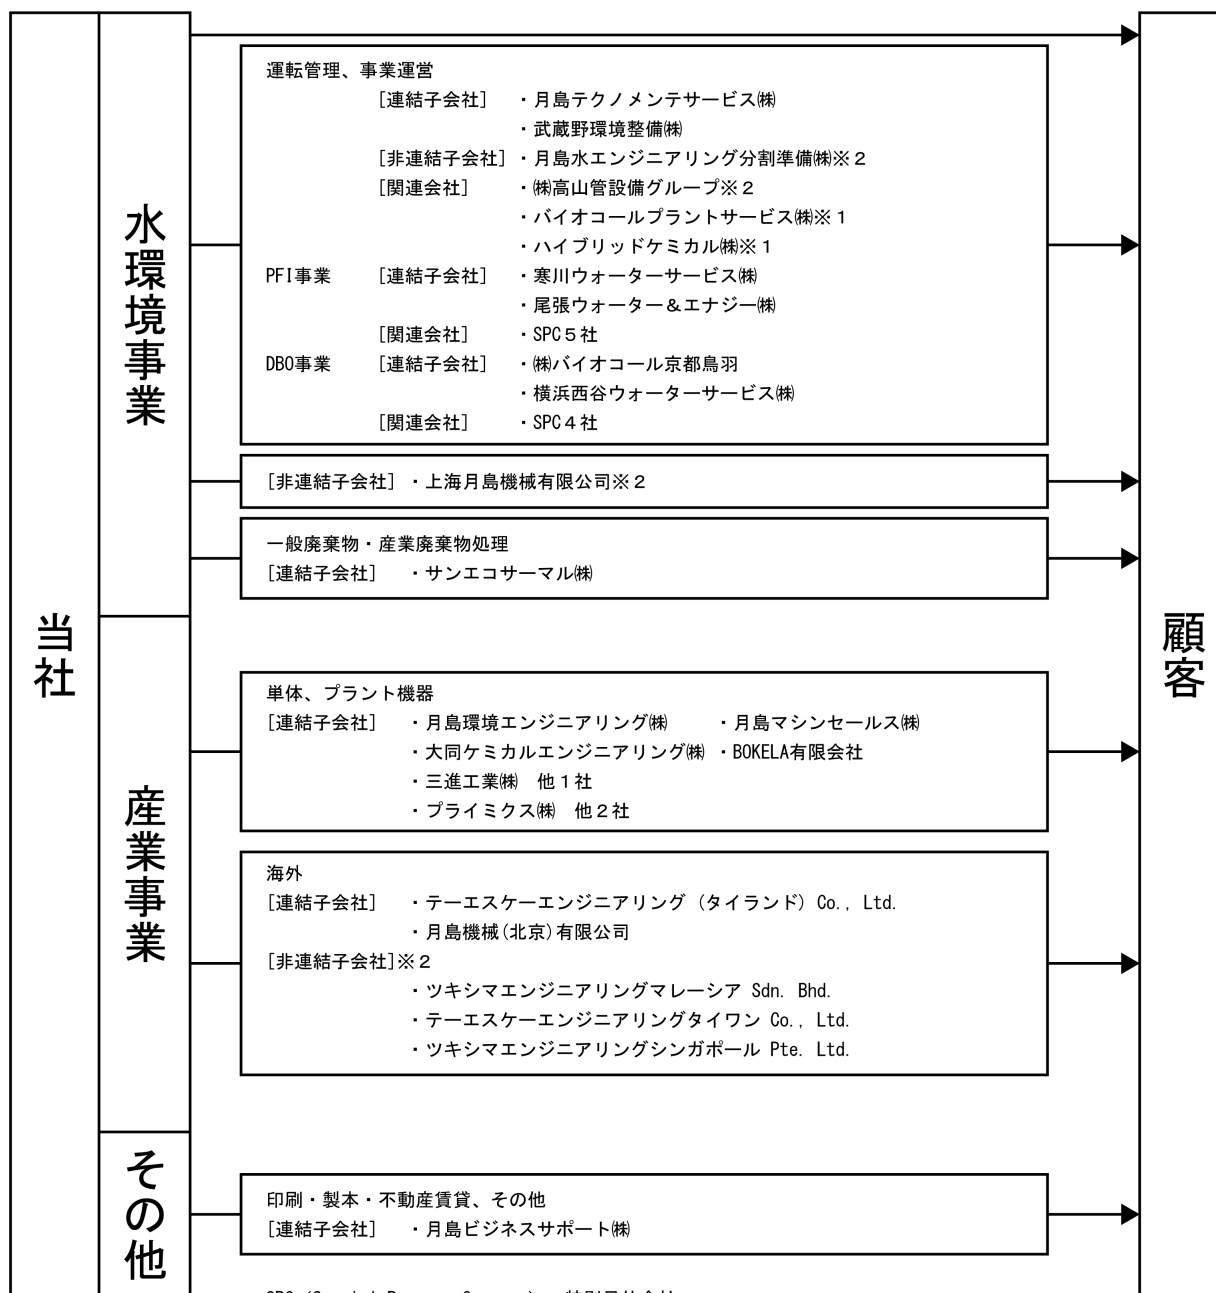 当社
水環境事業
運転管理、事業運営
[連結子会社] ・月島テクノメンテサービス㈱
・武蔵野環境整備㈱
[非連結子会社]・月島水エンジニアリング分割準備㈱※２
[関連会社] ・㈱高山管設備グループ※２
・バイオコールプラントサービス㈱※１
・ハイブリッドケミカル㈱※１
PFI事業 [連結子会社] ・寒川ウォーターサービス㈱
・尾張ウォーター＆エナジー㈱
[関連会社] ・SPC５社
DBO事業 [連結子会社] ・㈱バイオコール京都鳥羽
・横浜西谷ウォーターサービス㈱
[関連会社] ・SPC４社
[非連結子会社]・上海月島機械有限公司※２
一般廃棄物・産業廃棄物処理
[連結子会社] ・サンエコサーマル㈱
産業事業
単体、プラント機器
[連結子会社] ・月島環境エンジニアリング㈱ ・月島マシンセールス㈱
・大同ケミカルエンジニアリング㈱ ・BOKELA有限会社
・三進工業㈱　他１社
・プライミクス㈱　他２社
海外
[連結子会社] ・テーエスケーエンジニアリング (タイランド) Co., Ltd.
・月島機械(北京)有限公司
[非連結子会社]※２
・ツキシマエンジニアリングマレーシア Sdn. Bhd.
・テーエスケーエンジニアリングタイワン Co., Ltd.
・ツキシマエンジニアリングシンガポール Pte. Ltd.
その他
印刷・製本・不動産賃貸、その他
[連結子会社] ・月島ビジネスサポート㈱
顧客